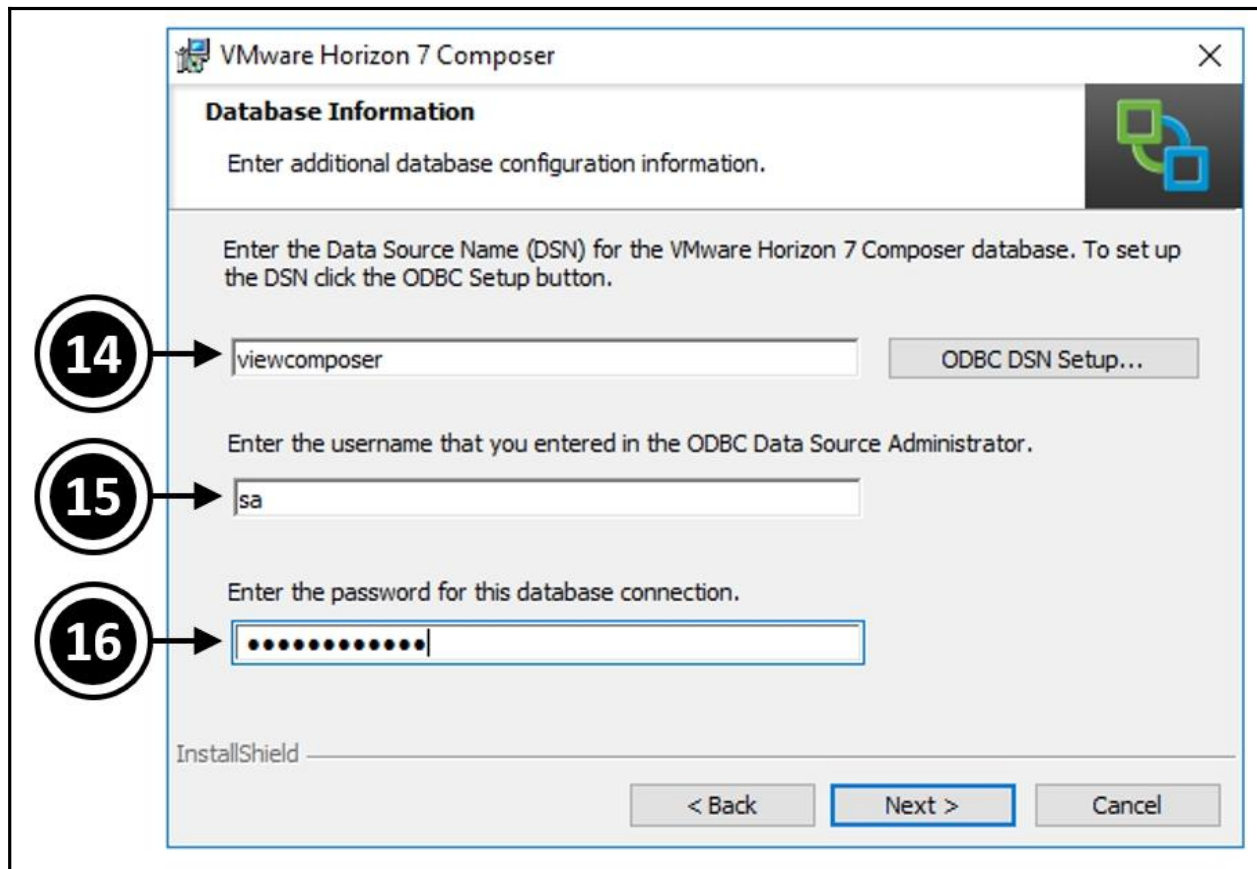 VMware Horizon 7 Composer
Database Information
Enter additional database configuration information.
Enter the Data Source Name (DSN) for the VMware Horizon 7 Composer database. To set up
the DSN click the ODBC Setup button.
14
viewcomposer
ODBC DSN Setup...
Enter the username that you entered in the ODBC Data Source Administrator.
15
sa
Enter the password for this database connection.
16
••••••••••••
InstallShield
< Back
Next >
Cancel